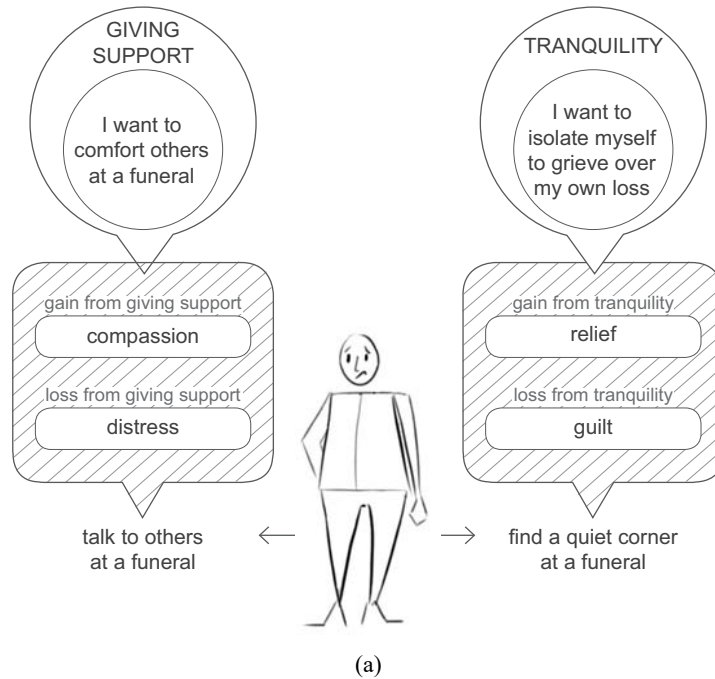 GIVING
SUPPORT
I want to
comfort others
at a funeral
gain from giving support
compassion
loss from giving support
distress
talk to others
at a funeral
TRANQUILITY
I want to
isolate myself
to grieve over
my own loss
gain from tranquility
relief
loss from tranquility
guilt
find a quiet corner
at a funeral
(a)